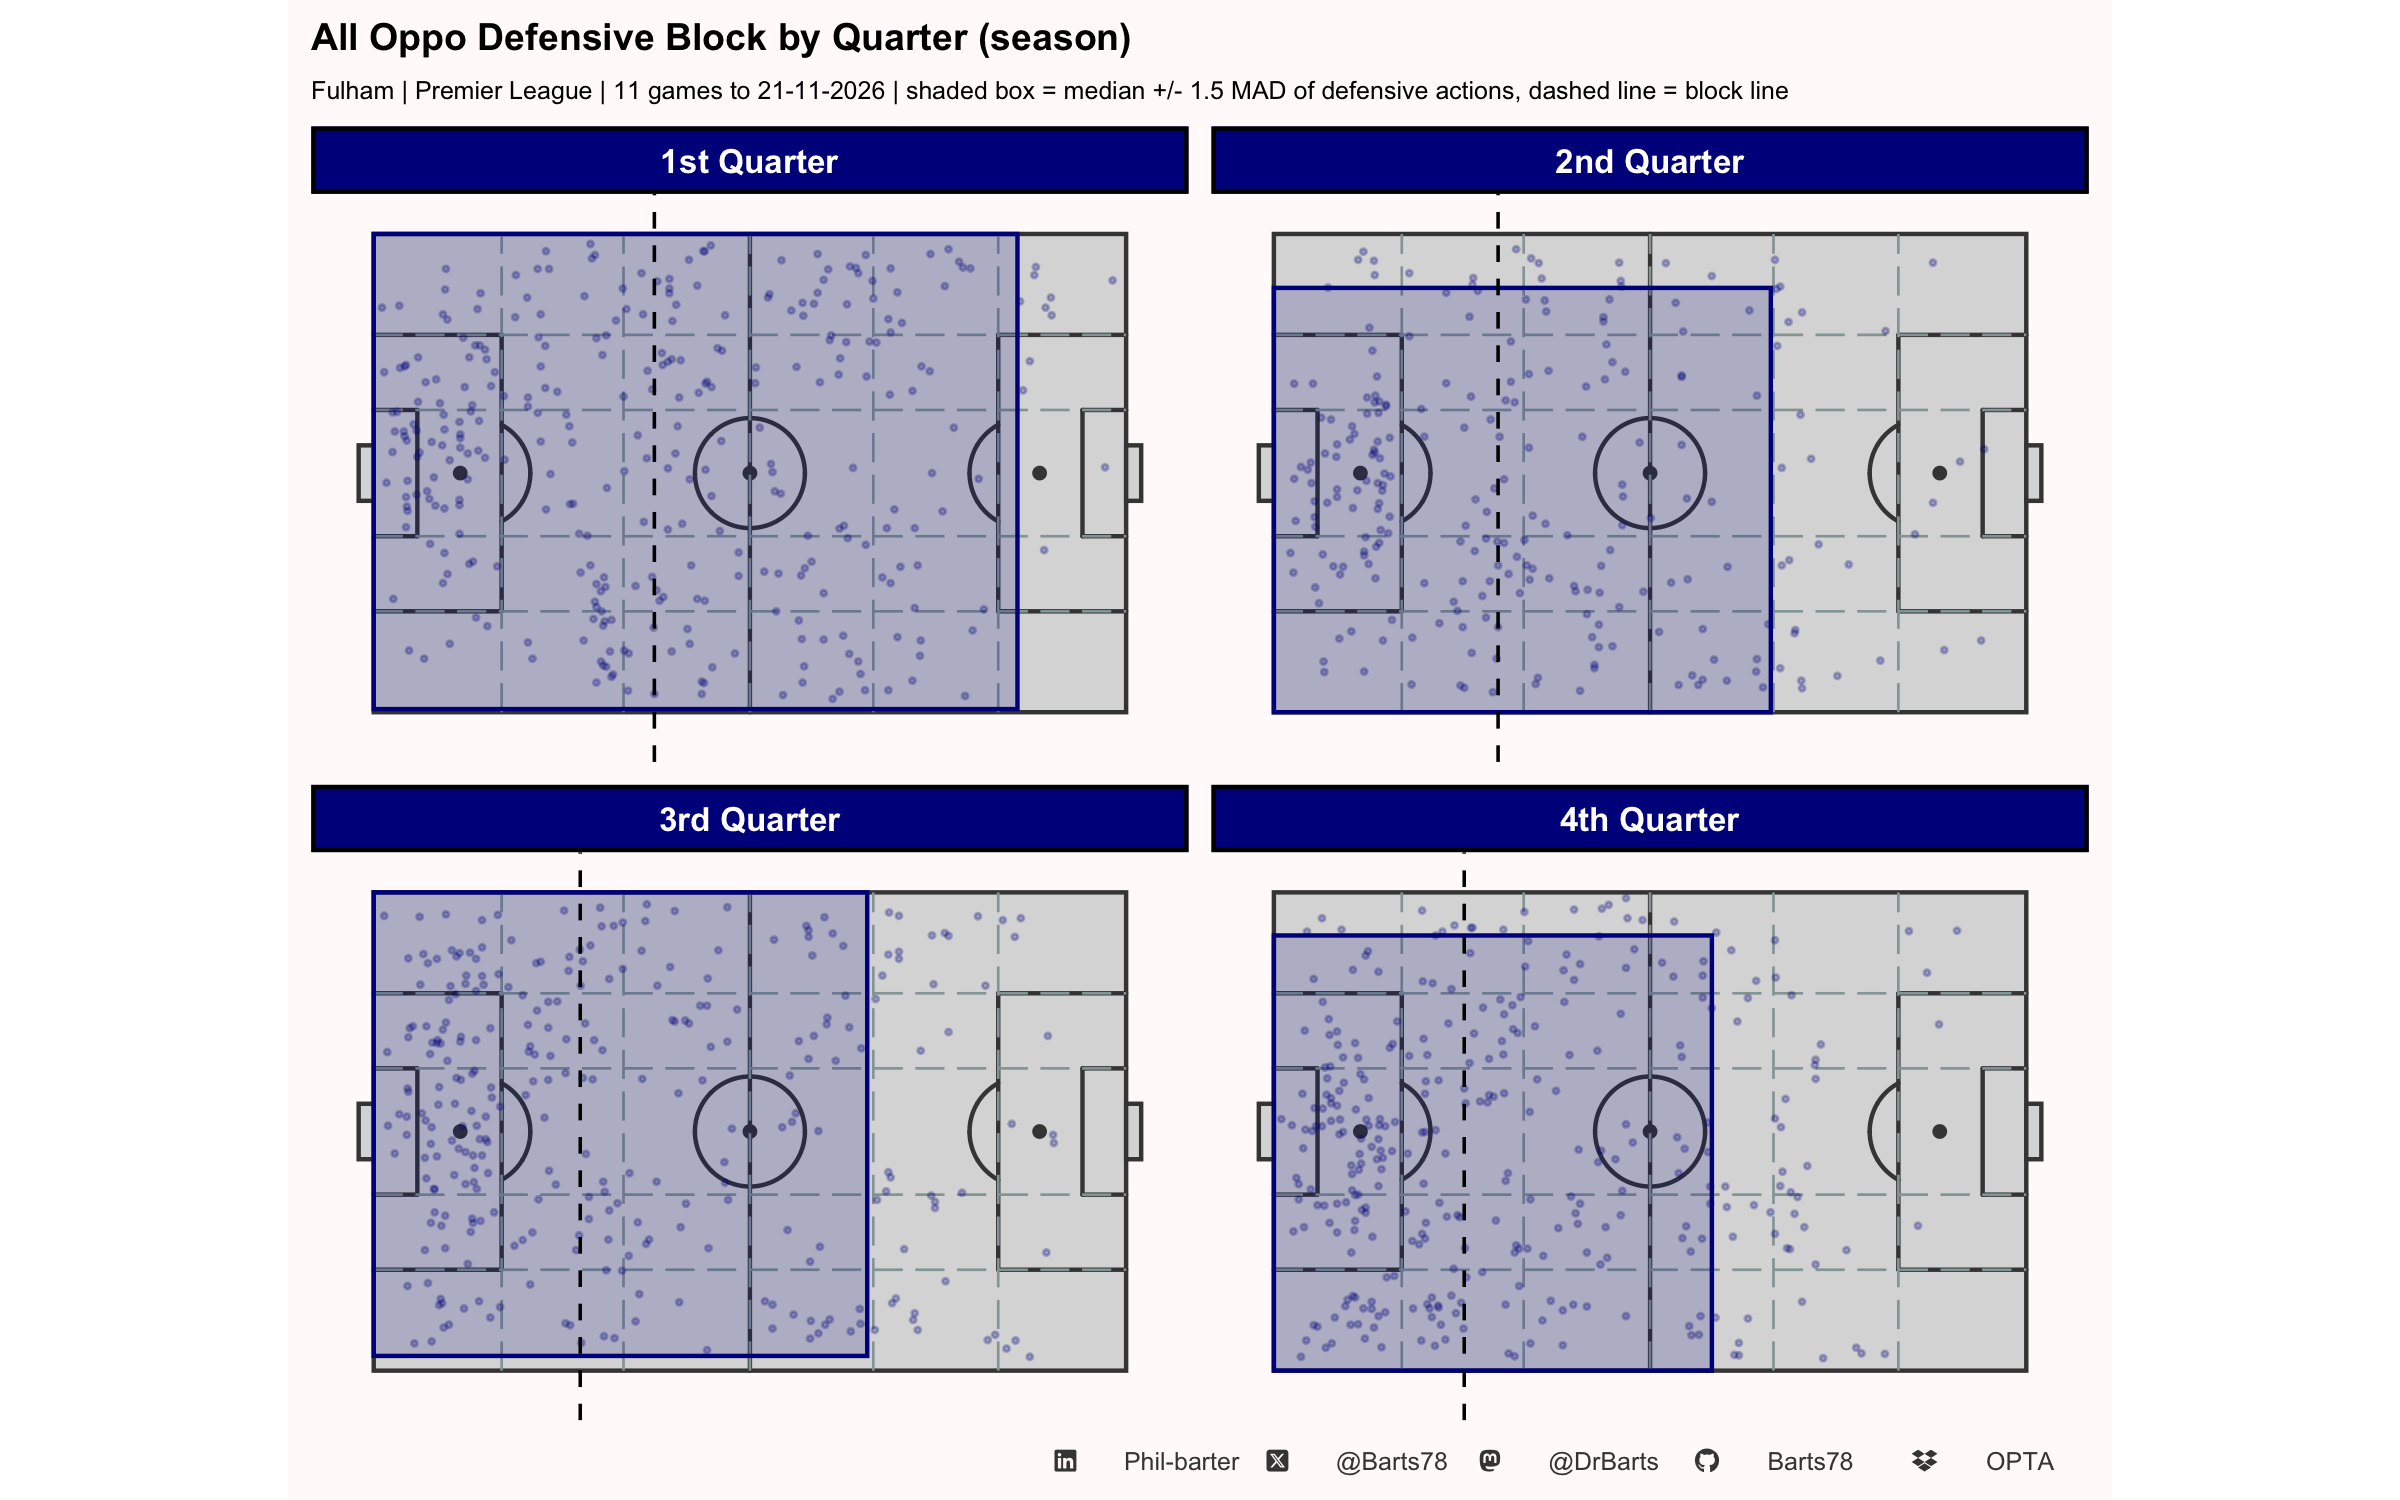 All Oppo Defensive Block by Quarter (season)
Fulham | Premier League | 11 games to 21-11-2026 | shaded box = median +/- 1.5 MAD of defensive actions, dashed line = block line
1st Quarter
2nd Quarter
3rd Quarter
4th Quarter
Phil-barter @Barts78 @DrBarts Barts78 OPTA